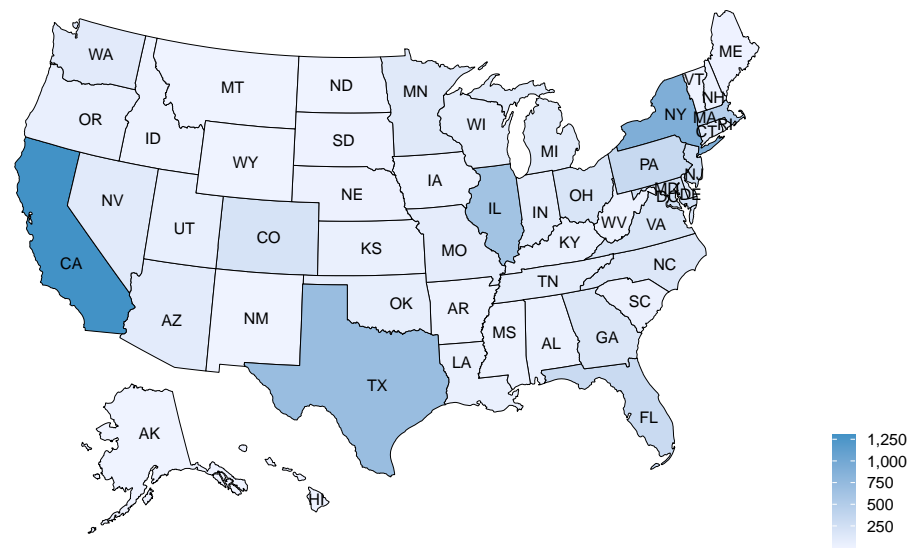 ME
WA
MT
ND
VT
MN
NH
NY
MA
OR
WI
RI
CT
ID
SD
MI
WY
PA
NJ
IA
MD
NE
OH
DE
DC
NV
IL
IN
WV
VA
UT
CO
KY
KS
MO
CA
NC
TN
OK
SC
AR
AZ
NM
MS
GA
AL
LA
TX
FL
AK
HI
1,250
1,000
750
500
250